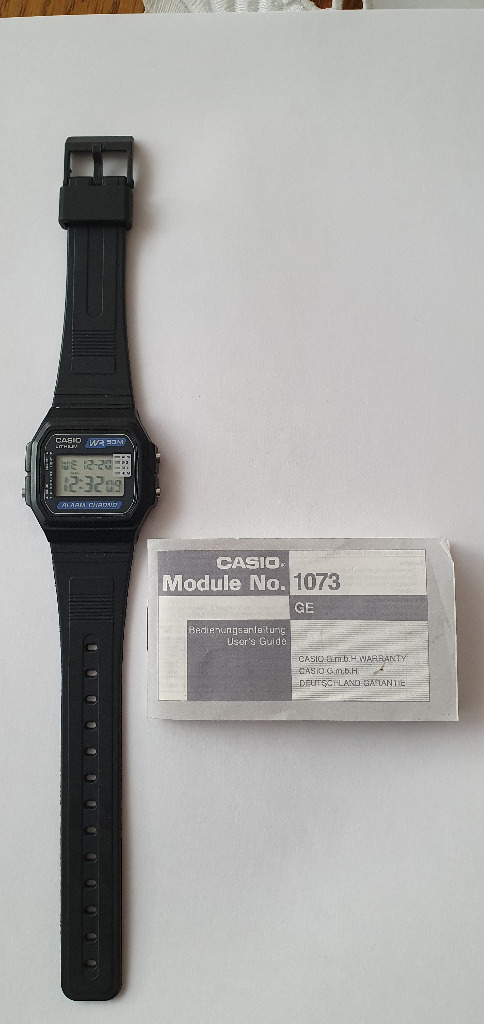 CASIO
LITHIUM
WR 50M
WE 12-20
12:32 09
ALARM CHRONO
CASIO®
Module No. 1073
GE
Bedienungsanleitung
User's Guide
CASIO G.m.b.H. WARRANTY
CASIO G.m.b.H.
DEUTSCHLAND GARANTIE